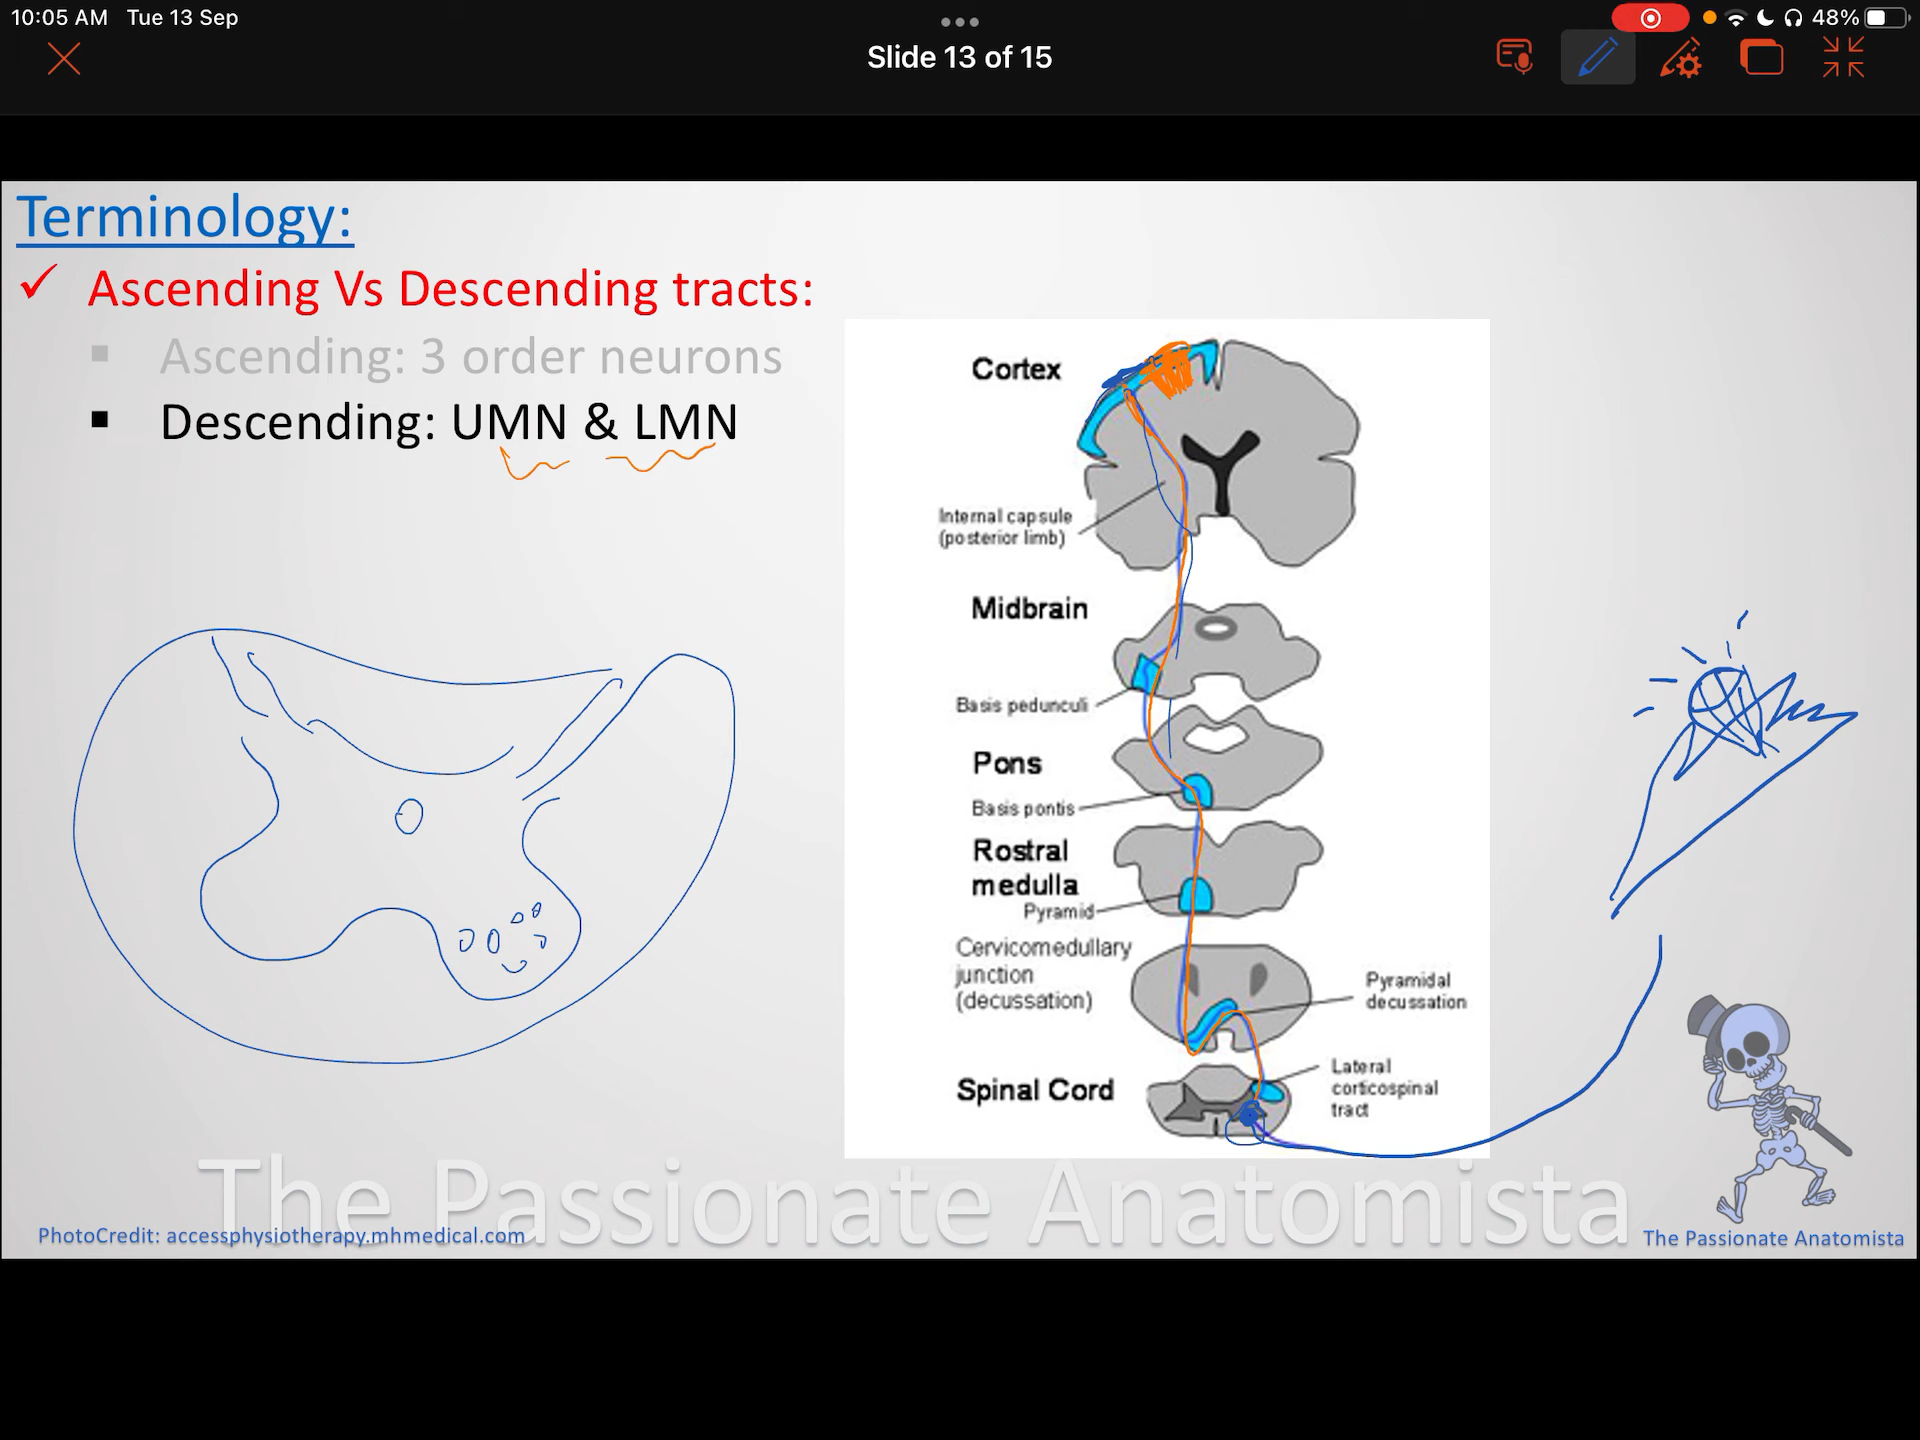 10:05 AM Tue 13 Sep
48%
Slide 13 of 15
Terminology:
Ascending Vs Descending tracts:
Ascending: 3 order neurons
Descending: UMN & LMN
Cortex
Internal capsule
(posterior limb)
Midbrain
Basis pedunculi
Pons
Basis pontis
Rostral
medulla
Pyramid
Cervicomedullary
junction
(decussation)
Pyramidal
decussation
Spinal Cord
Lateral
corticospinal
tract
The Passionate Anatomista
PhotoCredit: accessphysiotherapy.mhmedical.com
The Passionate Anatomista